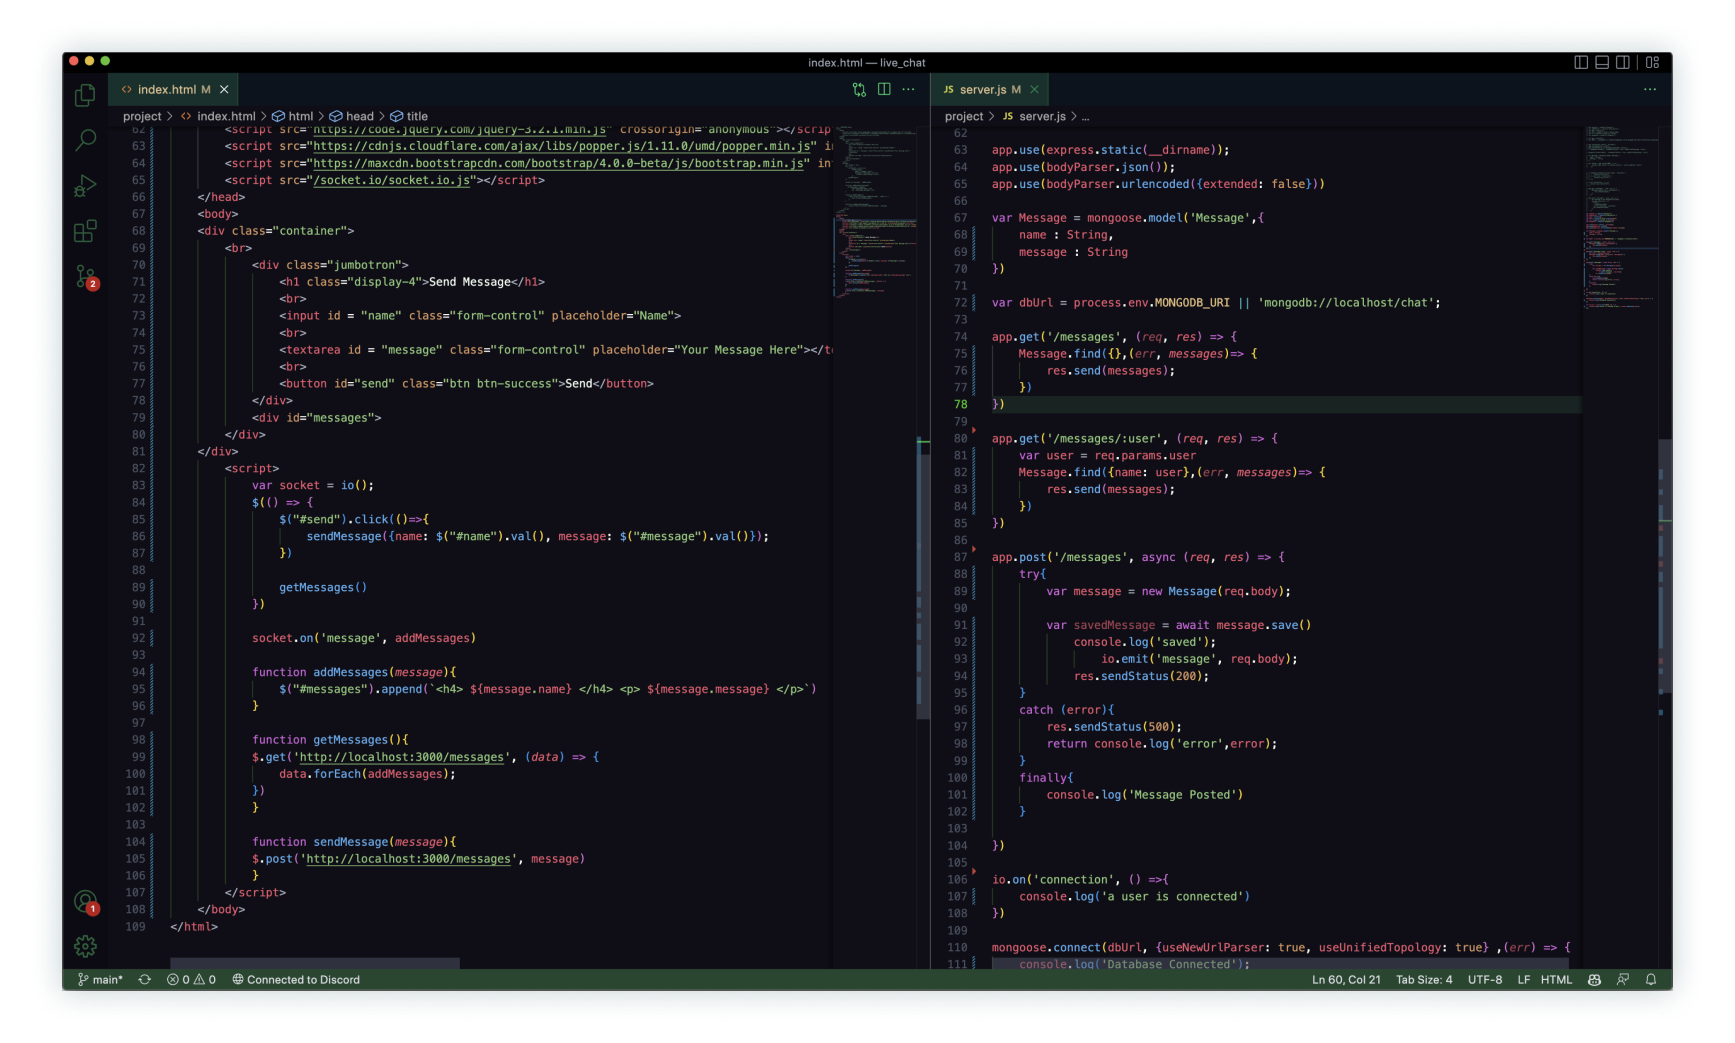 index.html — live_chat
index.html M
project > index.html > html > head > title
62 <script src="https://code.jquery.com/jquery-3.2.1.min.js" crossorigin="anonymous"></scrip
63 <script src="https://cdnjs.cloudflare.com/ajax/libs/popper.js/1.11.0/umd/popper.min.js" i
64 <script src="https://maxcdn.bootstrapcdn.com/bootstrap/4.0.0-beta/js/bootstrap.min.js" in
65 <script src="/socket.io/socket.io.js"></script>
66 </head>
67 <body>
68 <div class="container">
69 <br>
70 <div class="jumbotron">
71 <h1 class="display-4">Send Message</h1>
72 <br>
73 <input id = "name" class="form-control" placeholder="Name">
74 <br>
75 <textarea id = "message" class="form-control" placeholder="Your Message Here"></t
76 <br>
77 <button id="send" class="btn btn-success">Send</button>
78 </div>
79 <div id="messages">
80 </div>
81 </div>
82 <script>
83 var socket = io();
84 $(() => {
85 $("#send").click(()=>{
86 sendMessage({name: $("#name").val(), message: $("#message").val()});
87 })
88
89 getMessages()
90 })
91
92 socket.on('message', addMessages)
93
94 function addMessages(message){
95 $("#messages").append(`<h4> ${message.name} </h4> <p> ${message.message} </p>`)
96 }
97
98 function getMessages(){
99 $.get('http://localhost:3000/messages', (data) => {
100 data.forEach(addMessages);
101 })
102 }
103
104 function sendMessage(message){
105 $.post('http://localhost:3000/messages', message)
106 }
107 </script>
108 </body>
109 </html>
JS server.js M
project > JS server.js > ...
62
63 app.use(express.static(__dirname));
64 app.use(bodyParser.json());
65 app.use(bodyParser.urlencoded({extended: false}))
66
67 var Message = mongoose.model('Message',{
68 name : String,
69 message : String
70 })
71
72 var dbUrl = process.env.MONGODB_URI || 'mongodb://localhost/chat';
73
74 app.get('/messages', (req, res) => {
75 Message.find({},(err, messages)=> {
76 res.send(messages);
77 })
78 })
79
80 app.get('/messages/:user', (req, res) => {
81 var user = req.params.user
82 Message.find({name: user},(err, messages)=> {
83 res.send(messages);
84 })
85 })
86
87 app.post('/messages', async (req, res) => {
88 try{
89 var message = new Message(req.body);
90
91 var savedMessage = await message.save()
92 console.log('saved');
93 io.emit('message', req.body);
94 res.sendStatus(200);
95 }
96 catch (error){
97 res.sendStatus(500);
98 return console.log('error',error);
99 }
100 finally{
101 console.log('Message Posted')
102 }
103
104 })
105
106 io.on('connection', () =>{
107 console.log('a user is connected')
108 })
109
110 mongoose.connect(dbUrl, {useNewUrlParser: true, useUnifiedTopology: true} ,(err) => {
111 console.log('Database Connected');
2
1
main* 0 0 Connected to Discord
Ln 60, Col 21 Tab Size: 4 UTF-8 LF HTML